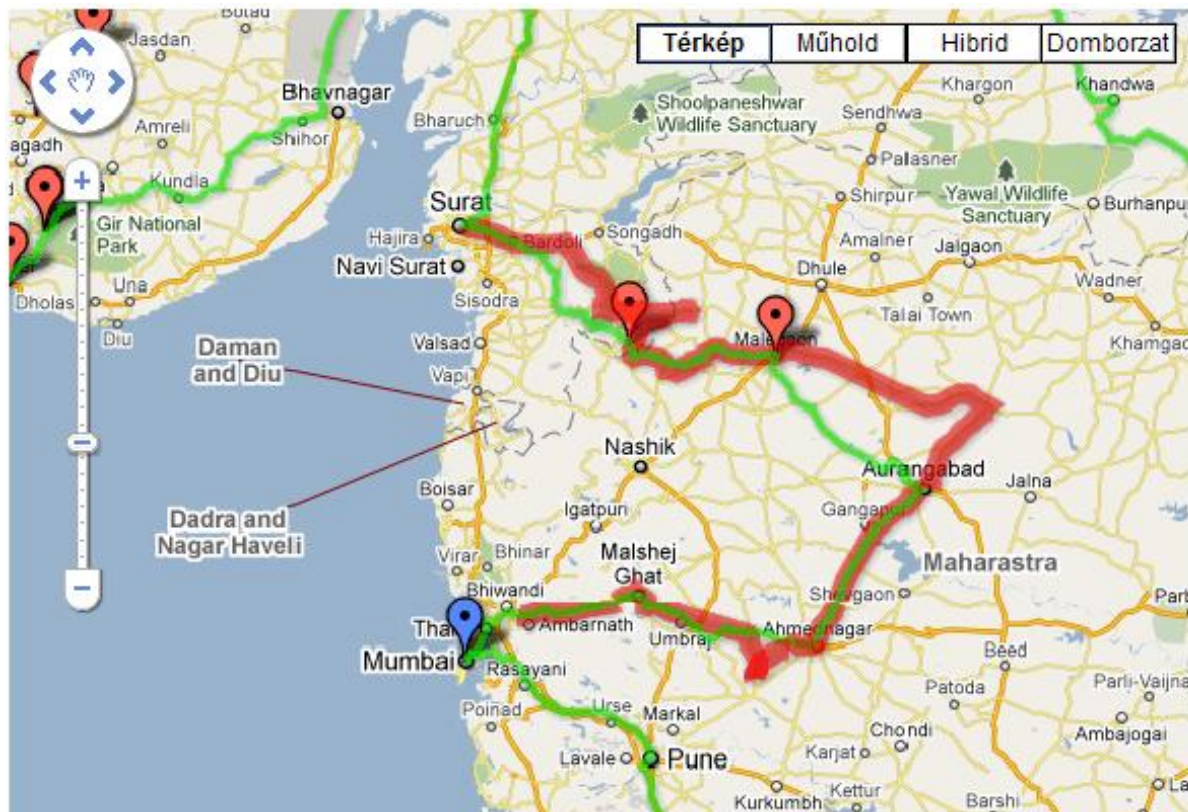 Botad
Jasdan
Térkép
Műhold
Hibrid
Domborzat
Khargon
Khandwa
Bhavnagar
Shoolpaneshwar
Wildlife Sanctuary
Sendhwa
Amreli
Shihor
Bharuch
Palasner
Kundla
Shirpur
Yawal Wildlife
Sanctuary
Burhanpur
Gir National
Park
Surat
Hajira
Bardoli
Songadh
Amalner
Jalgaon
Navi Surat
Dhule
Wadner
Dholas
Una
Sisodra
Talai Town
Diu
Valsad
Malegaon
Khamgao
Daman
and Diu
Vapi
Nashik
Aurangabad
Jalna
Boisar
Igatpuri
Gangapur
Dadra and
Nagar Haveli
Virar
Bhinar
Malshej
Ghat
Maharastra
Bhiwandi
Shevgaon
Ambarnath
Umbraj
Ahmednagar
Mumbai
Rasayani
Beed
Patoda
Parli-Vaijna
Poinad
Urse
Markal
Chondi
Ambajogai
Lavale
Pune
Karjat
Kurkumbh
Kettur
Barshi